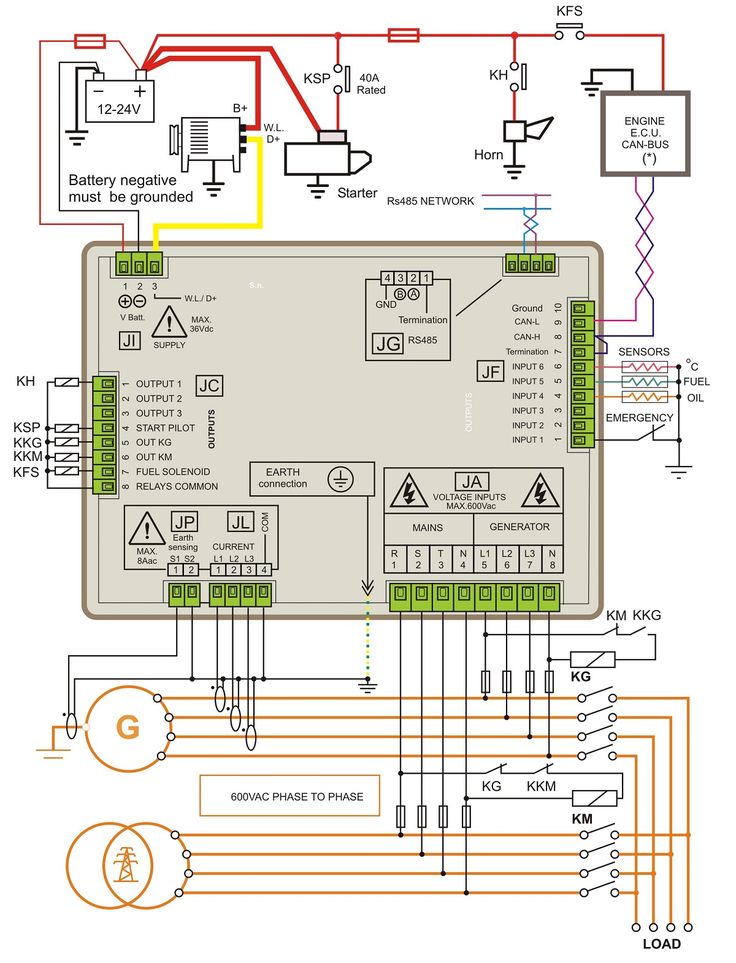 KFS
KSP
40A
Rated
KH
− +
12-24V
B+
W.L.
D+
ENGINE
E.C.U.
CAN-BUS
(*)
Horn
Starter
Battery negative
must be grounded
Rs485 NETWORK
1 2 3
S.n.
+ −
W.L./ D+
V Batt.
MAX.
36Vdc
JI
SUPPLY
4 3 2 1
GND
B A
Termination
JG
RS485
Ground 10
CAN-L 9
CAN-H 8
Termination 7
JF
INPUT 6 6
INPUT 5 5
INPUT 4 4
INPUT 3 3
INPUT 2 2
INPUT 1 1
OUTPUTS
SENSORS
°C
FUEL
OIL
EMERGENCY
KH
KSP
KKG
KKM
KFS
1 OUTPUT 1
2 OUTPUT 2
3 OUTPUT 3
4 START PILOT
5 OUT KG
6 OUT KM
7 FUEL SOLENOID
8 RELAYS COMMON
JC
OUTPUTS
EARTH
connection
JA
VOLTAGE INPUTS
MAX.600Vac
MAINS
GENERATOR
R S T N L1 L2 L3 N
1 2 3 4 5 6 7 8
MAX.
8Aac
JP
Earth
sensing
S1 S2
1 2
JL
CURRENT
COM
L1 L2 L3
1 2 3 4
KM KKG
KG
G
KG KKM
KM
600VAC PHASE TO PHASE
LOAD